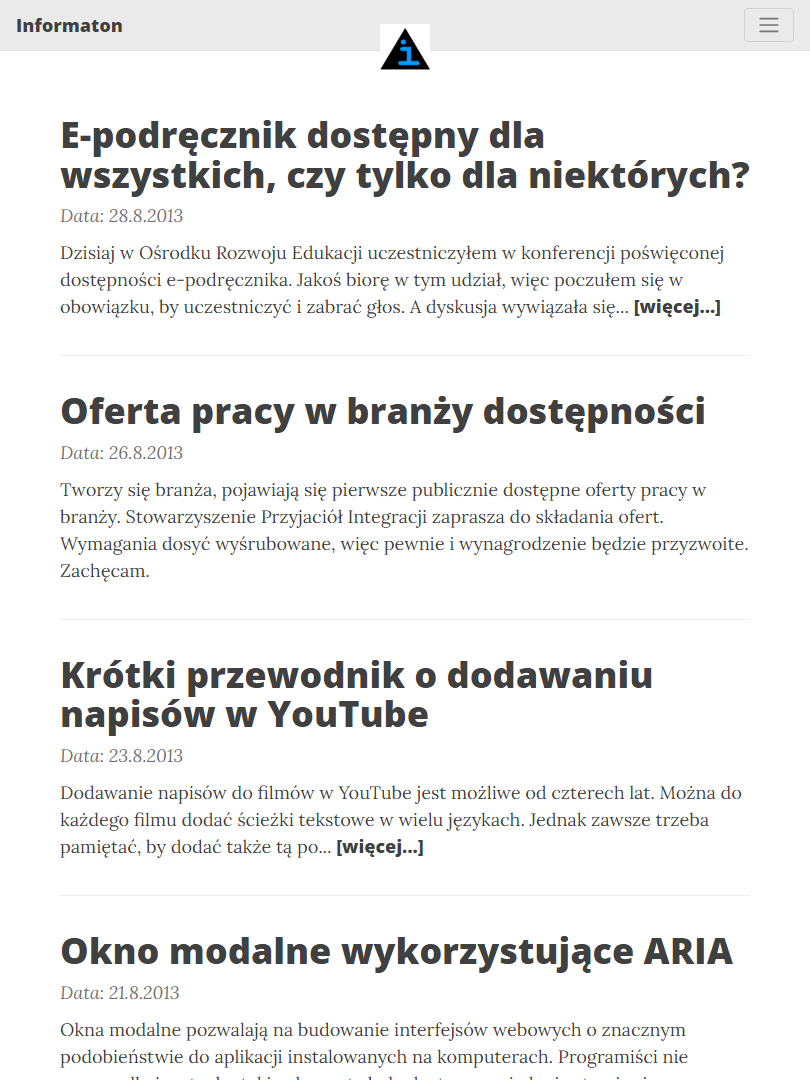 Informaton
i
E-podręcznik dostępny dla
wszystkich, czy tylko dla niektórych?
Data: 28.8.2013
Dzisiaj w Ośrodku Rozwoju Edukacji uczestniczyłem w konferencji poświęconej
dostępności e-podręcznika. Jakoś biorę w tym udział, więc poczułem się w
obowiązku, by uczestniczyć i zabrać głos. A dyskusja wywiązała się... [więcej...]
Oferta pracy w branży dostępności
Data: 26.8.2013
Tworzy się branża, pojawiają się pierwsze publicznie dostępne oferty pracy w
branży. Stowarzyszenie Przyjaciół Integracji zaprasza do składania ofert.
Wymagania dosyć wyśrubowane, więc pewnie i wynagrodzenie będzie przyzwoite.
Zachęcam.
Krótki przewodnik o dodawaniu
napisów w YouTube
Data: 23.8.2013
Dodawanie napisów do filmów w YouTube jest możliwe od czterech lat. Można do
każdego filmu dodać ścieżki tekstowe w wielu językach. Jednak zawsze trzeba
pamiętać, by dodać także tą po... [więcej...]
Okno modalne wykorzystujące ARIA
Data: 21.8.2013
Okna modalne pozwalają na budowanie interfejsów webowych o znacznym
podobieństwie do aplikacji instalowanych na komputerach. Programiści nie